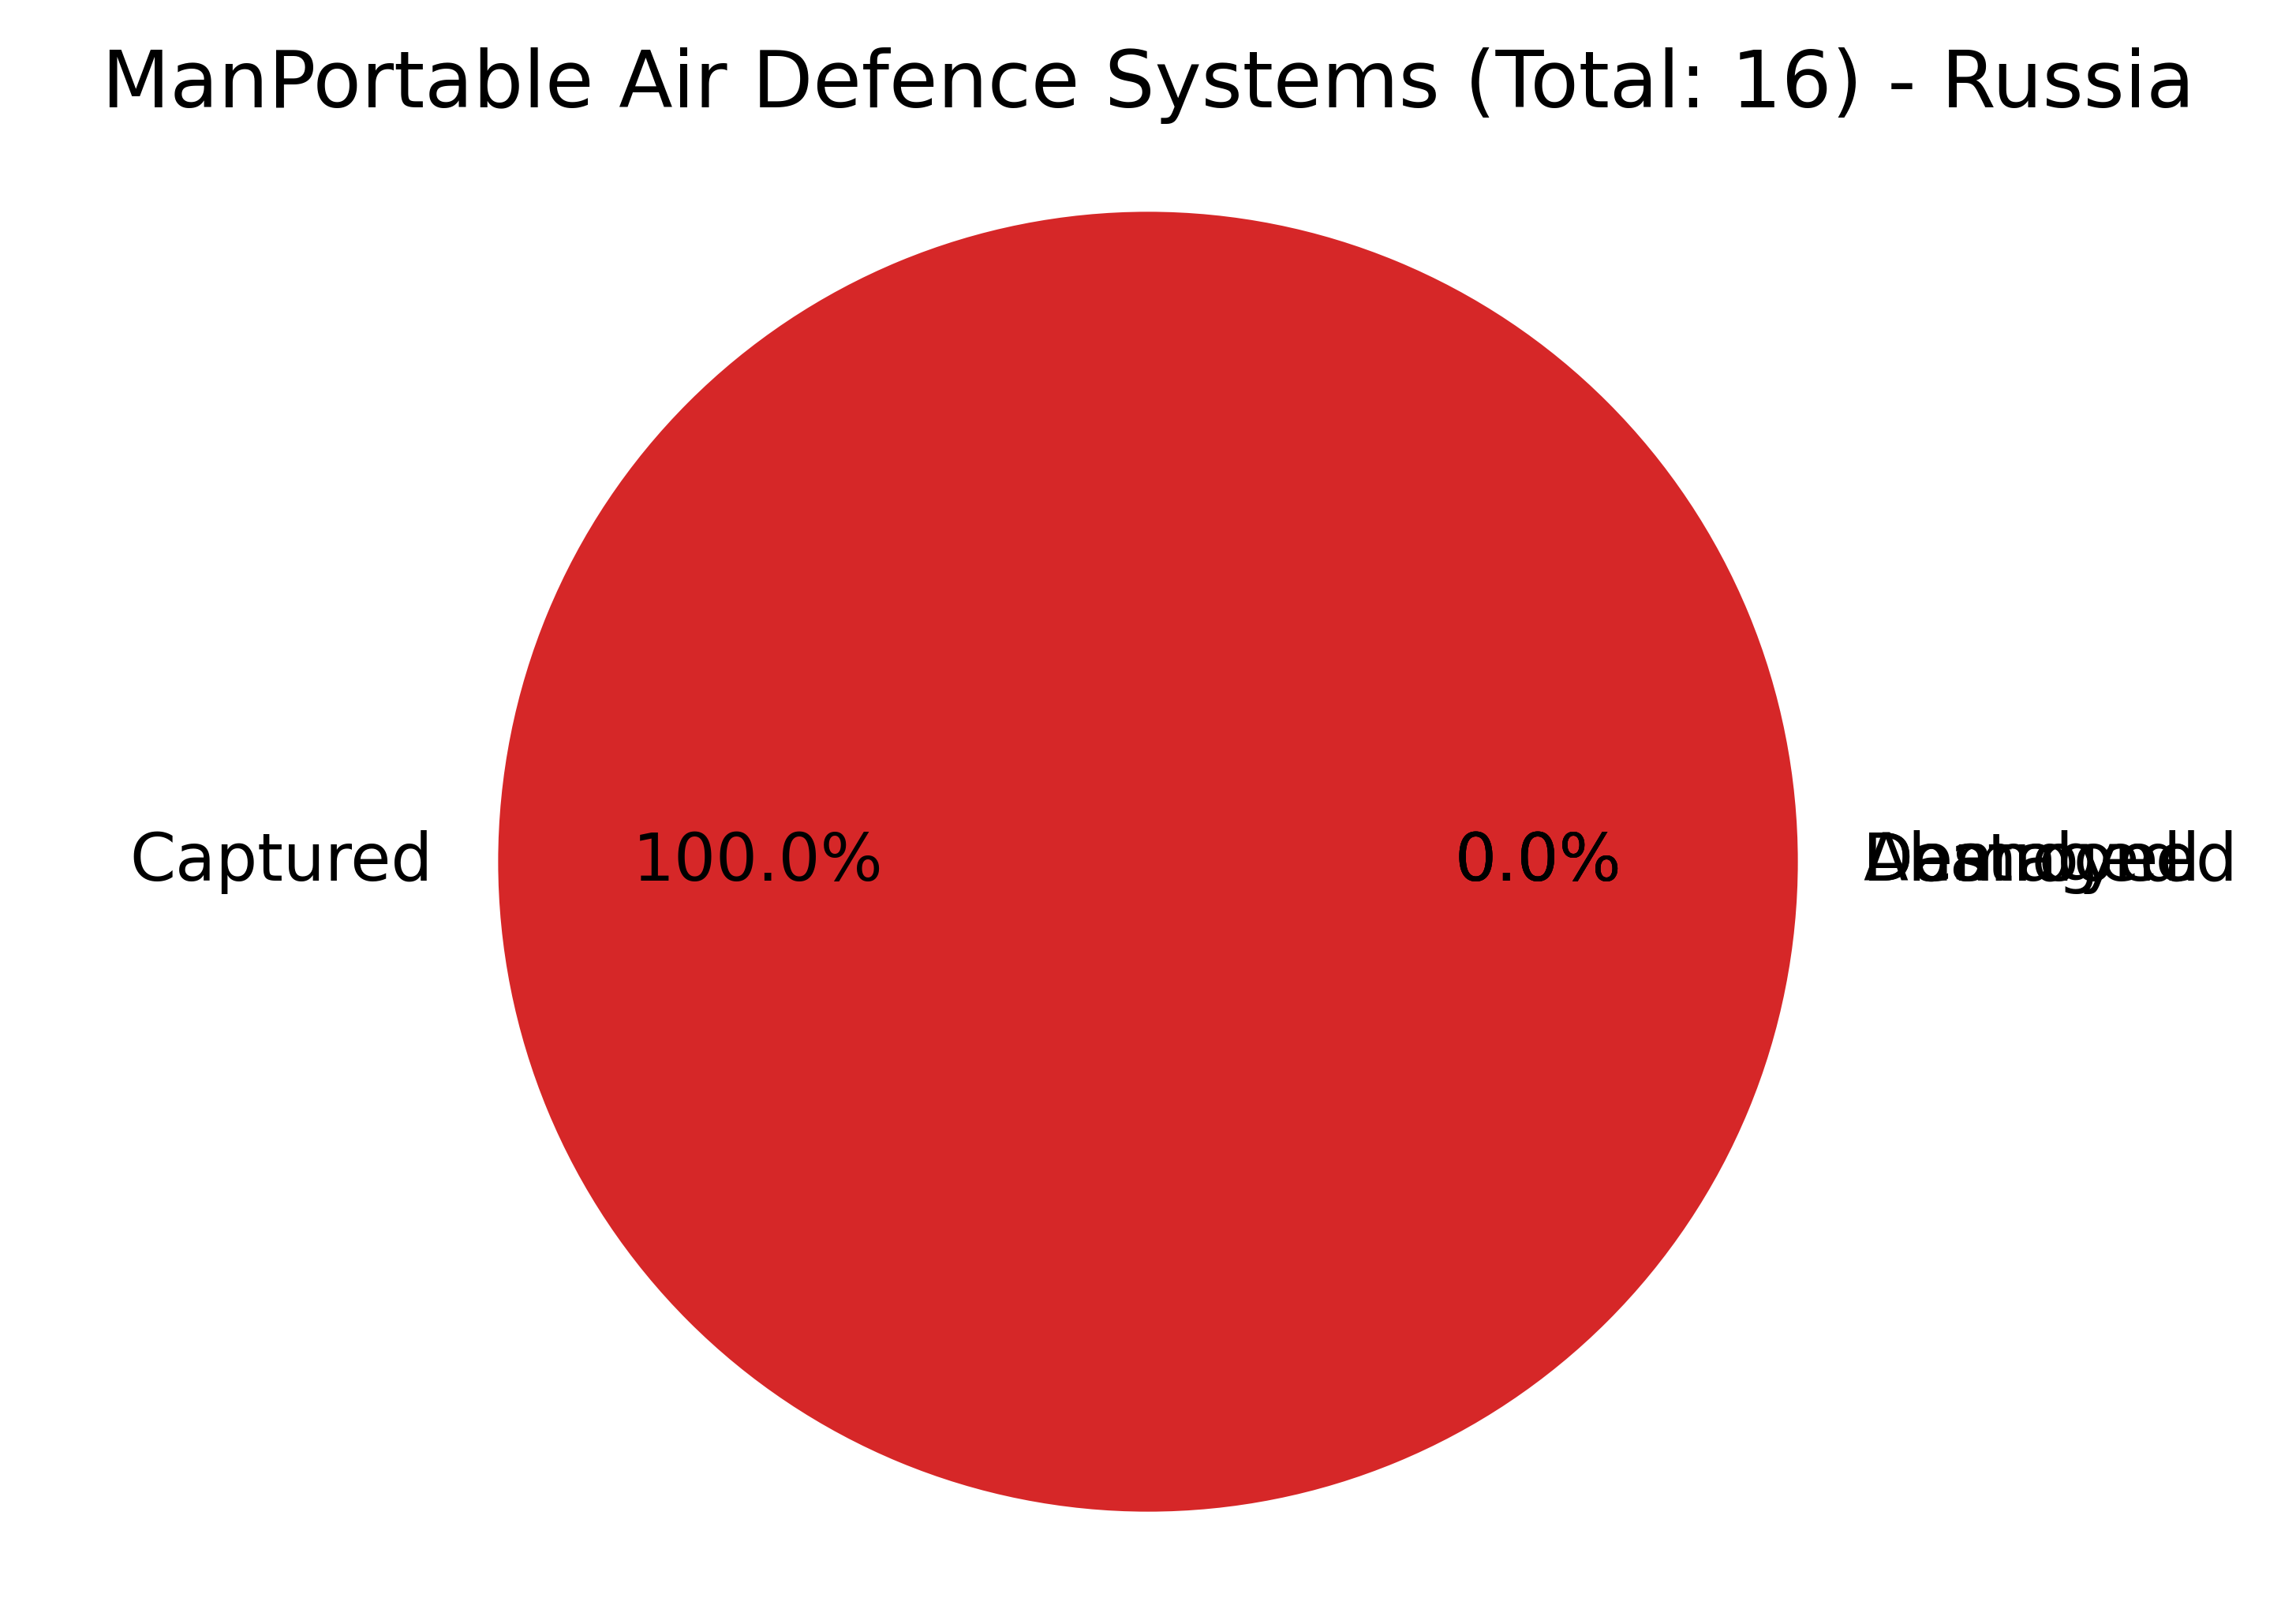 ManPortable Air Defence Systems (Total: 16) - Russia
Captured 100.0% 0.0%